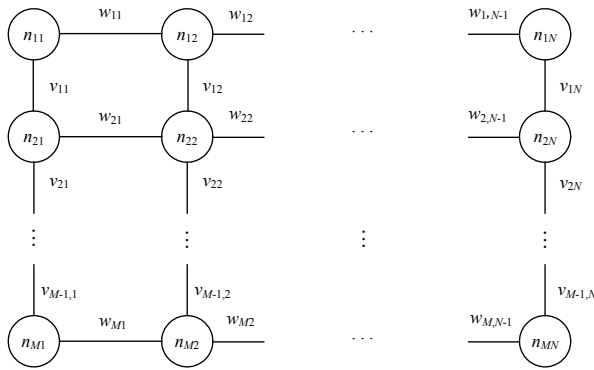 w11 w12 ... w1,N-1
n11 n12 n1N
v11 v12 v1N
w21 w22 ... w2,N-1
n21 n22 n2N
v21 v22 v2N
⋮ ⋮ ⋮ ⋮
vM-1,1 vM-1,2 vM-1,N
wM1 wM2 ... wM,N-1
nM1 nM2 nMN